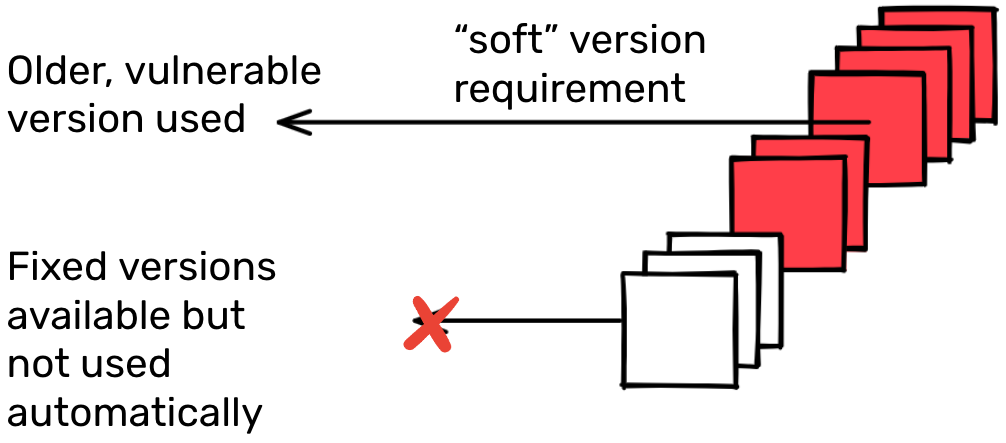 Older, vulnerable
version used
“soft” version
requirement
Fixed versions
available but
not used
automatically